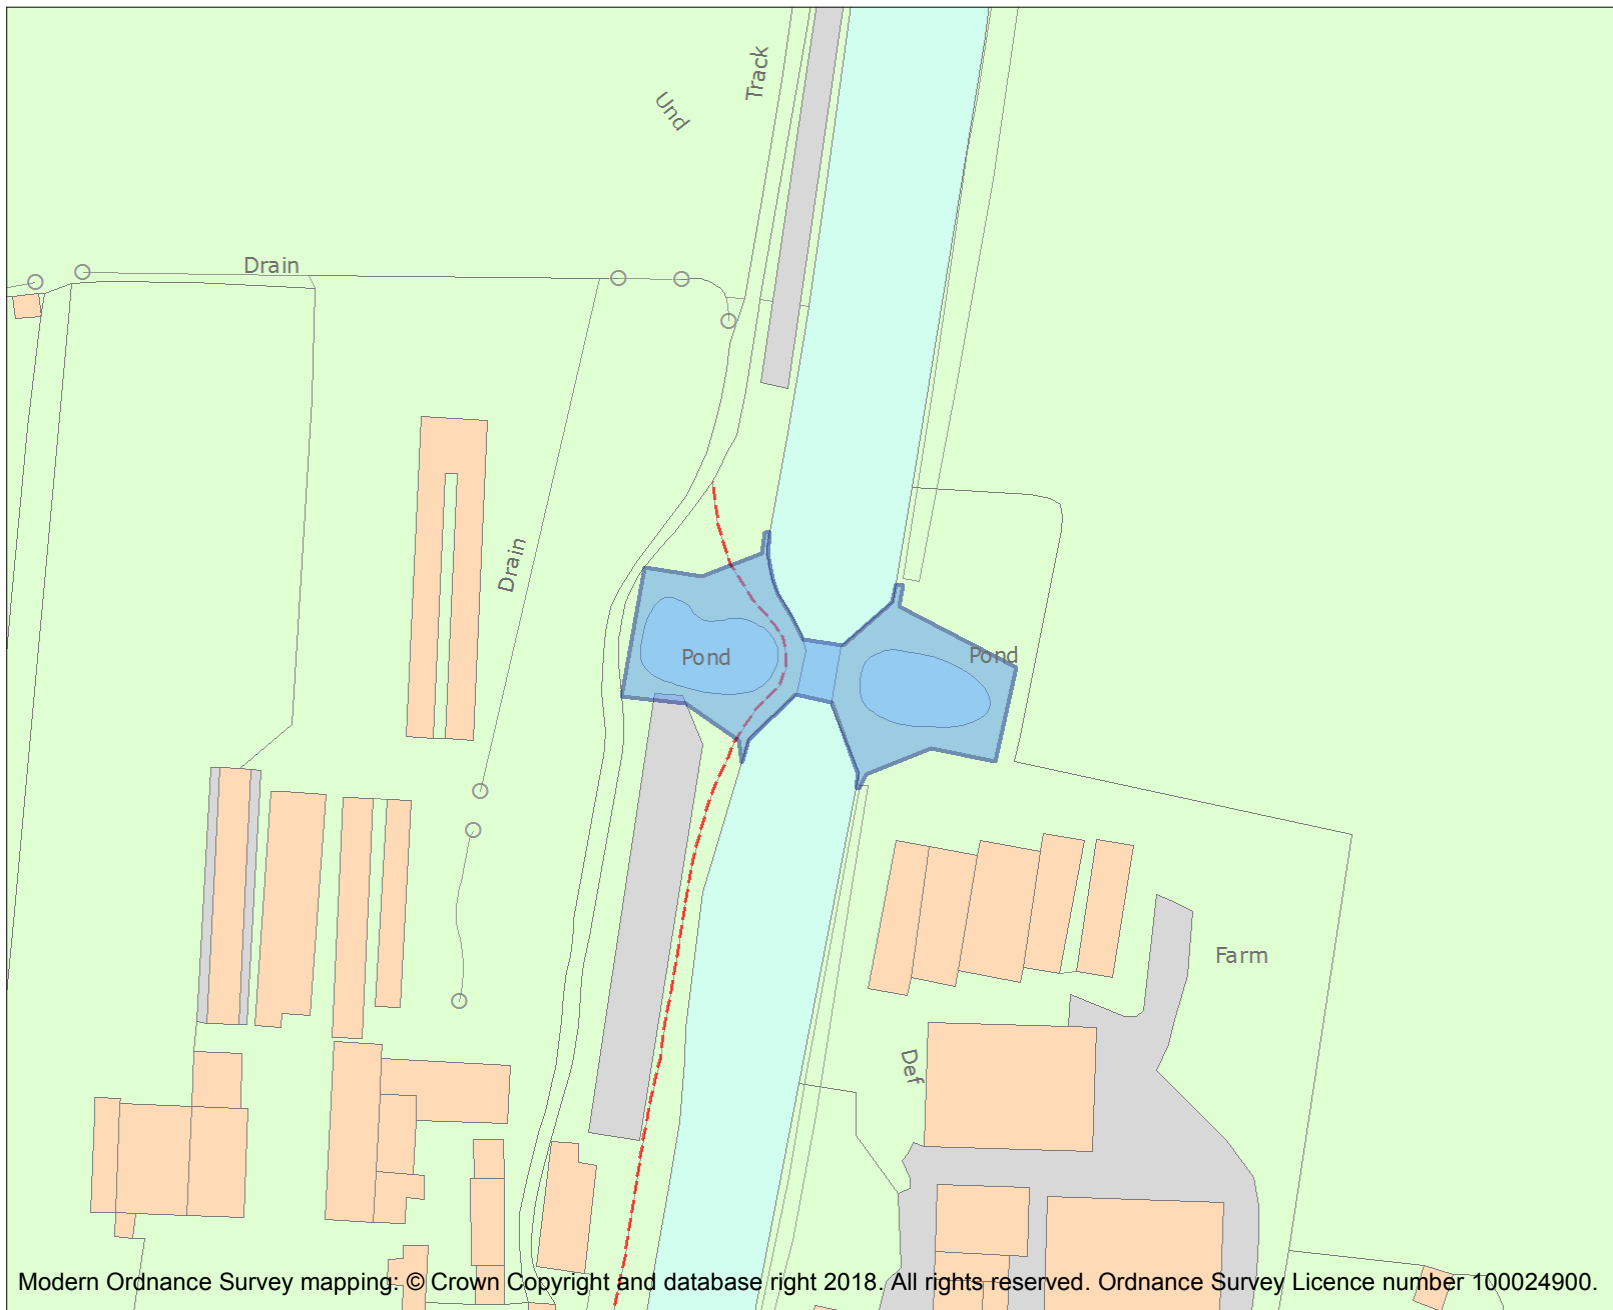 Track
Und
Drain
Drain
Pond
Pond
Farm
Def
Modern Ordnance Survey mapping: © Crown Copyright and database right 2018. All rights reserved. Ordnance Survey Licence number 100024900.